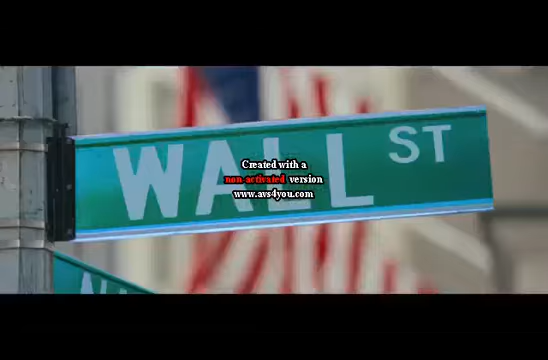 WALL ST
Created with a
non-activated version
www.avs4you.com